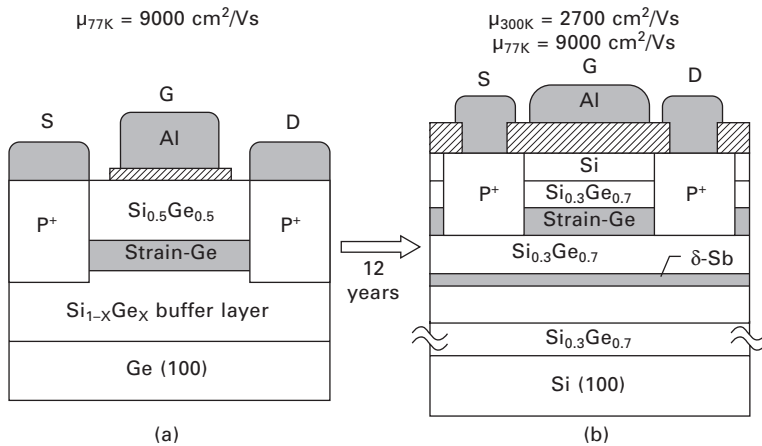 μ77K = 9000 cm²/Vs
S
G
D
Al
P⁺
Si0.5Ge0.5
P⁺
Strain-Ge
Si1–XGeX buffer layer
Ge (100)
(a)
12
years
μ300K = 2700 cm²/Vs
μ77K = 9000 cm²/Vs
S
G
D
Al
Si
P⁺
Si0.3Ge0.7
P⁺
Strain-Ge
Si0.3Ge0.7
δ-Sb
Si0.3Ge0.7
Si (100)
(b)